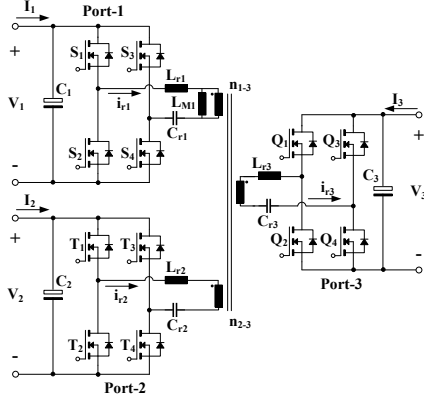 Port-1
I1
+
S1
S3
Lr1
n1-3
V1
C1
ir1
LM1
I3
Cr1
Q1
Q3
+
-
S2
S4
Lr3
ir3
C3
V3
I2
+
T1
T3
Cr3
Q2
Q4
-
V2
C2
Lr2
ir2
Port-3
Cr2
-
T2
T4
n2-3
Port-2